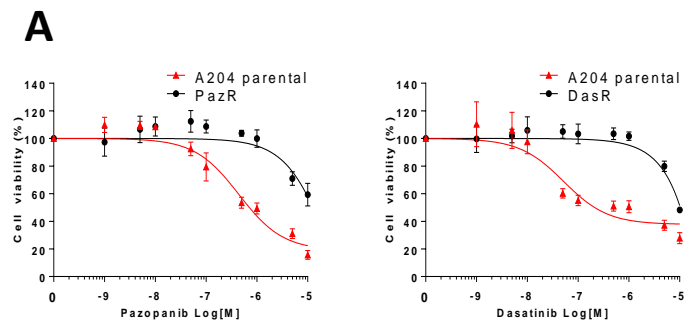 A
A204 parental
PazR
140
120
100
80
60
40
20
0
Cell viability (%)
0 -9 -8 -7 -6 -5
Pazopanib Log[M]
A204 parental
DasR
140
120
100
80
60
40
20
0
Cell viability (%)
0 -9 -8 -7 -6 -5
Dasatinib Log[M]